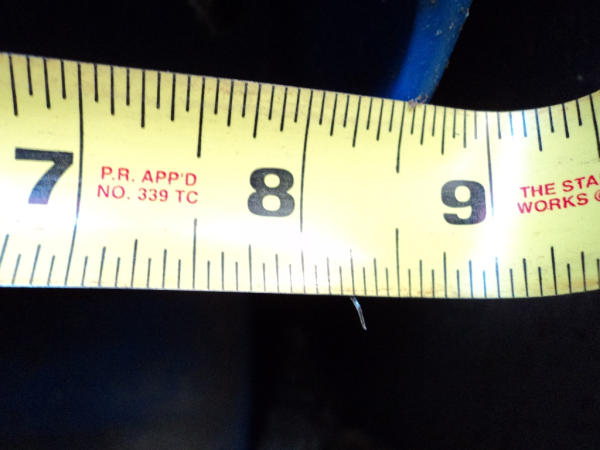 7 P.R. APP'D 8 9 THE STA
NO. 339 TC WORKS ©